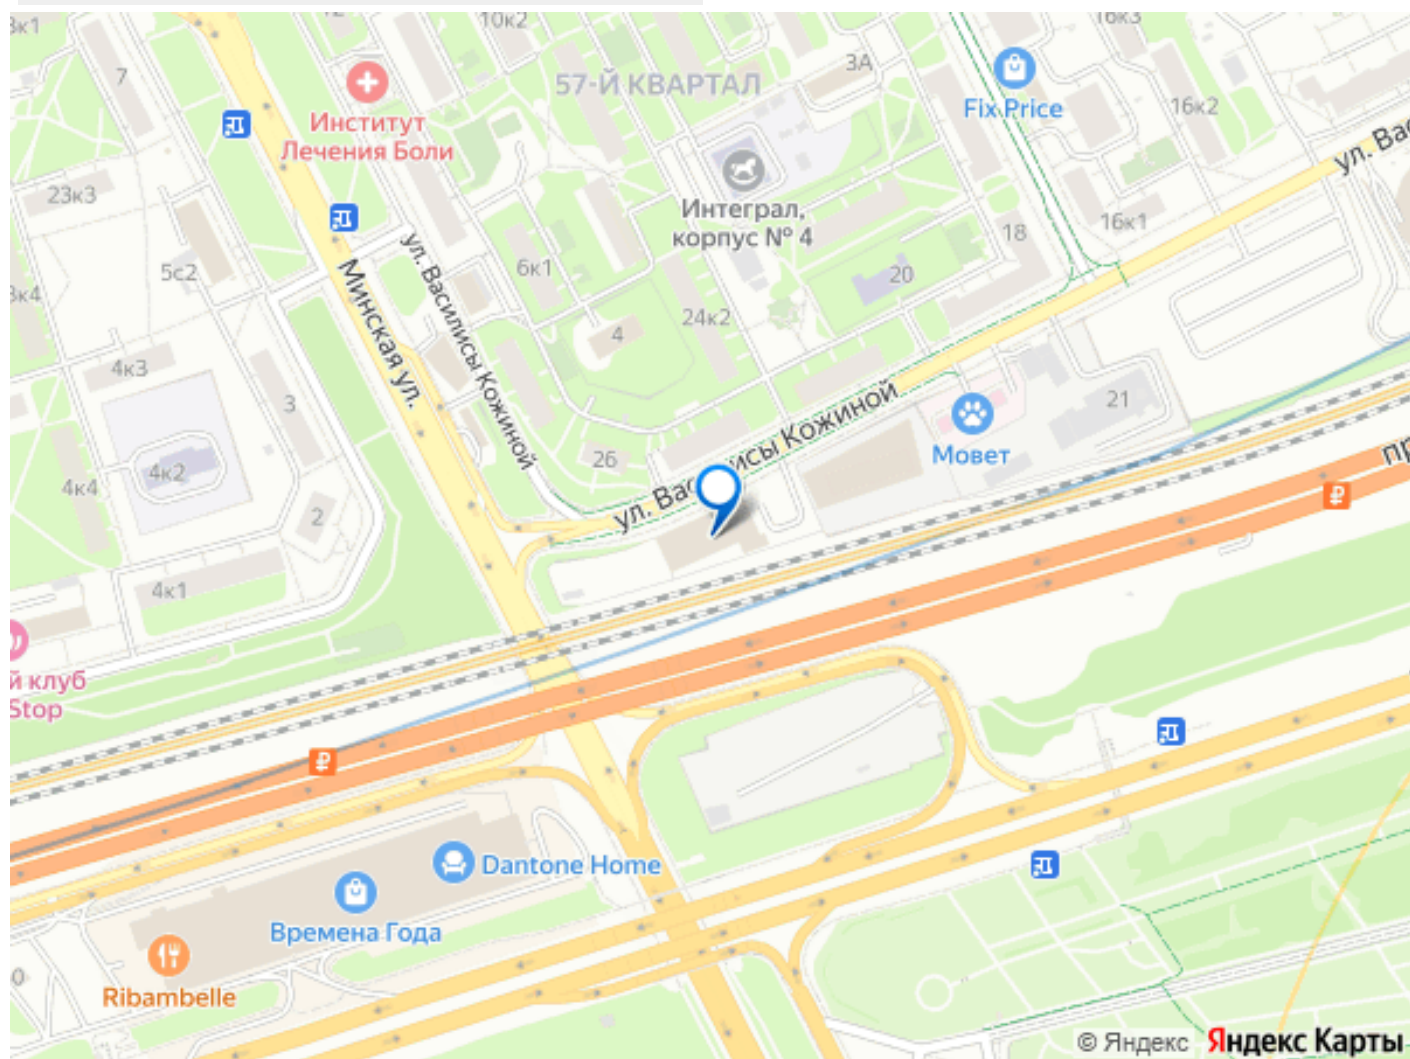 10к2
16к3
3А
57-Й КВАРТАЛ
7
Fix Price
16к2
Институт
Лечения Боли
ул. Вас
23к3
Интеграл,
корпус № 4
16к1
18
5с2
6к1
20
Минская ул.
ул. Василисы Кожиной
24к2
4
4к3
3
21
ул. Василисы Кожиной
Мовет
26
4к2
4к4
2
₽
4к1
й клуб
Stop
₽
Dantone Home
Времена Года
Ribambelle
© Яндекс Яндекс Карты